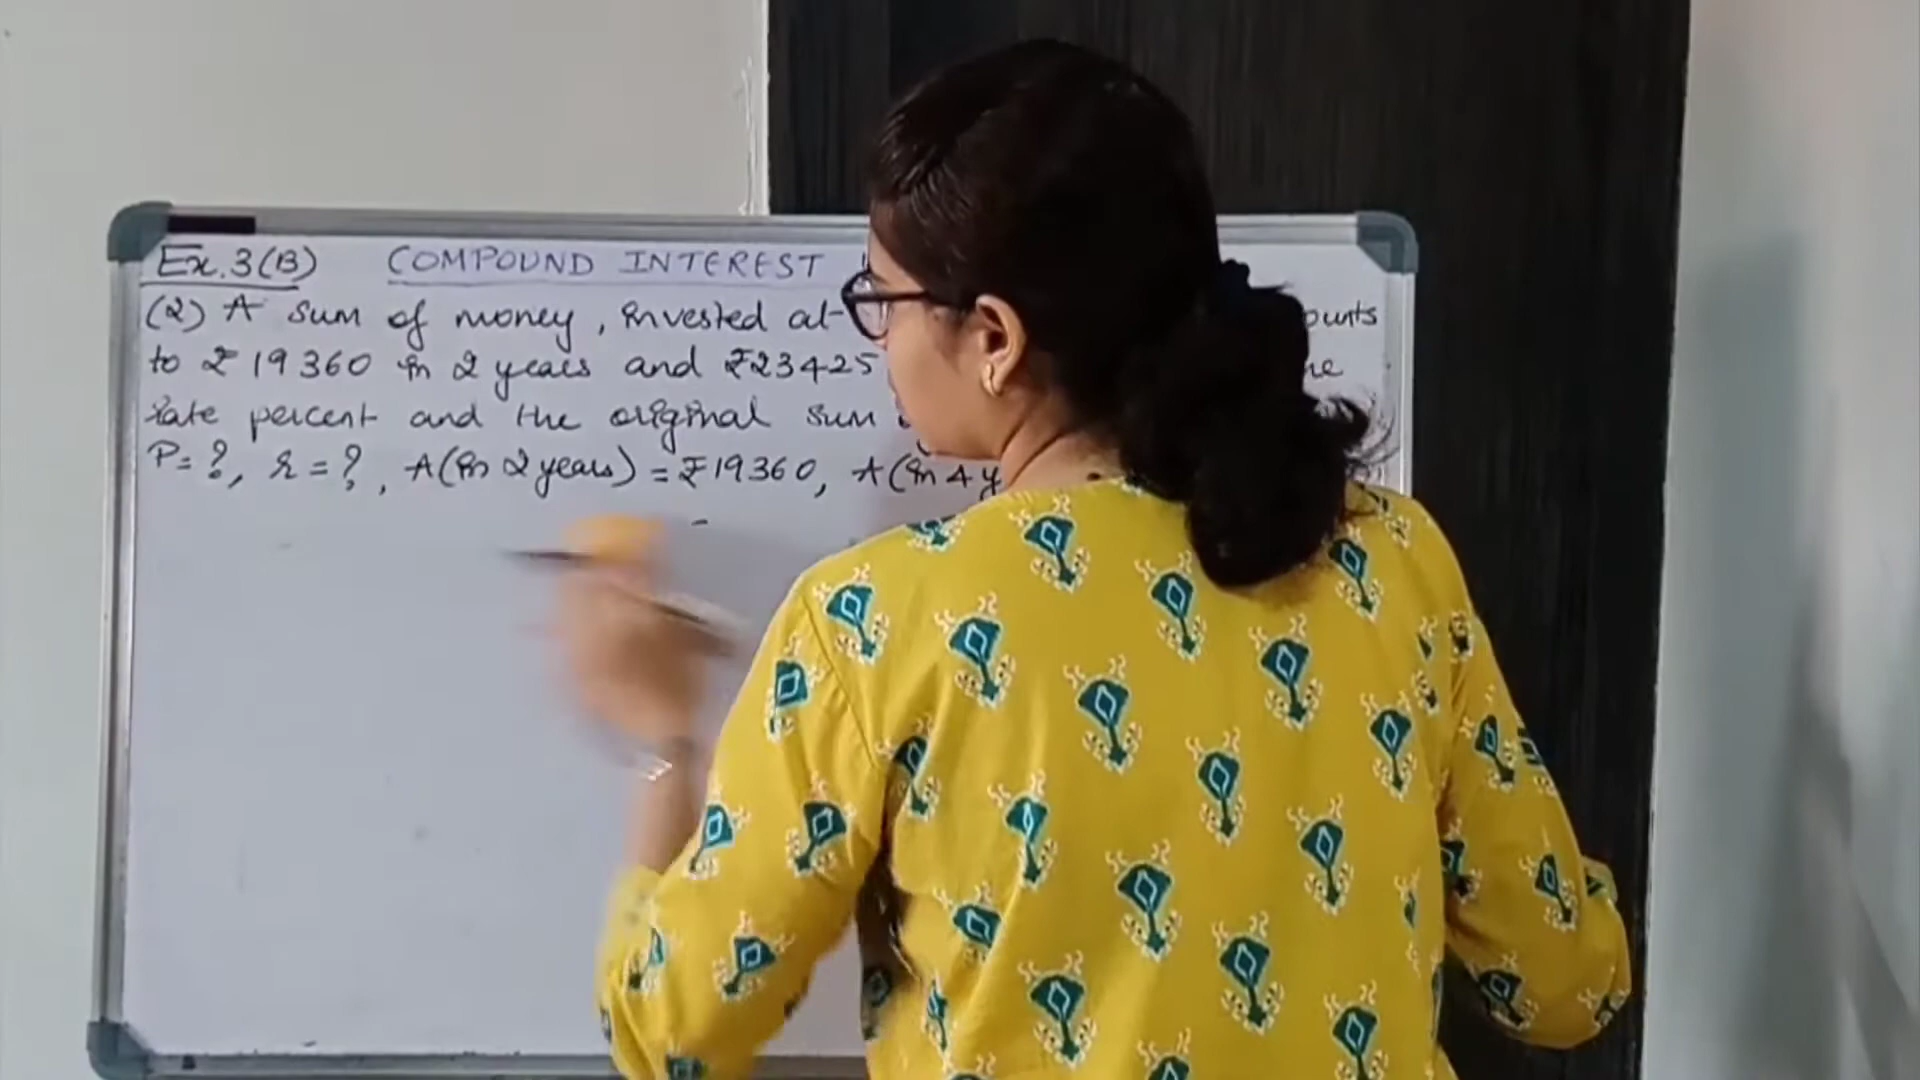 Ex. 3(B) COMPOUND INTEREST
(2) A sum of money, invested at
to ₹19360 in 2 years and ₹23425
rate percent and the original sum
P=?, r=?, A(in 2 years) = ₹19360, A(in 4 y